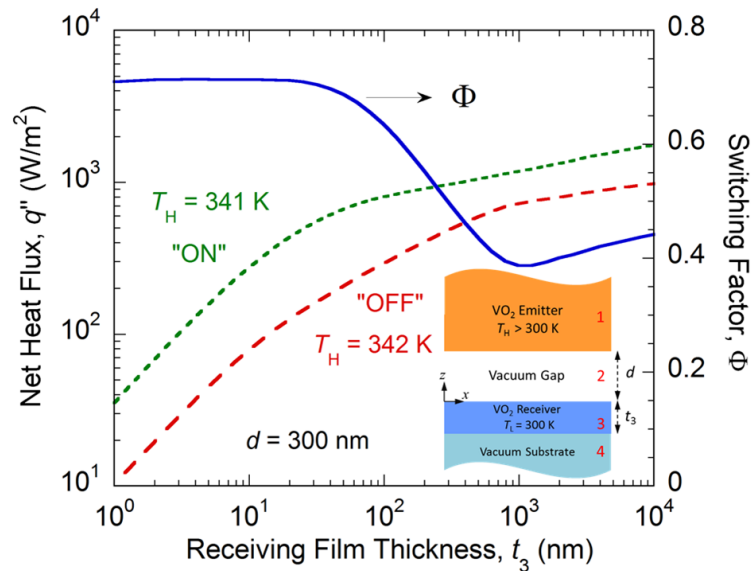 Net Heat Flux, q" (W/m²)
10⁴
10³
10²
10¹
Φ
T_H = 341 K
"ON"
"OFF"
T_H = 342 K
d = 300 nm
VO₂ Emitter
T_H > 300 K
1
Vacuum Gap
2
d
z
x
VO₂ Receiver
T_L = 300 K
3
t₃
Vacuum Substrate
4
0.8
0.6
0.4
0.2
0
Switching Factor, Φ
10⁰ 10¹ 10² 10³ 10⁴
Receiving Film Thickness, t₃ (nm)